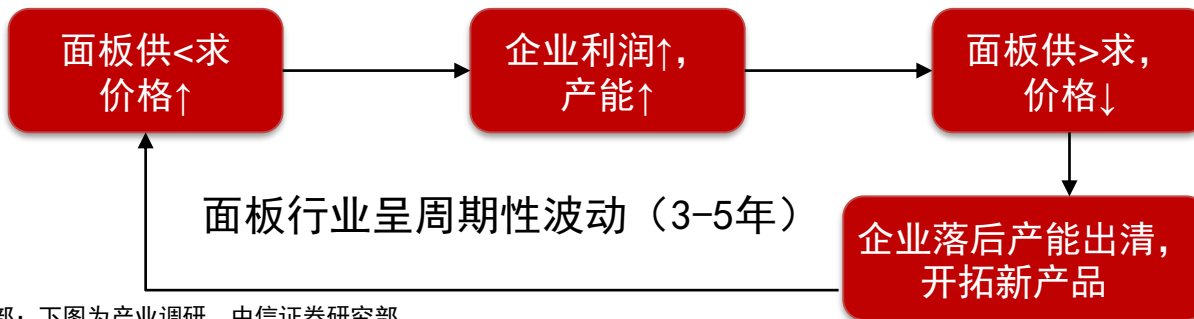 面板供<求
价格↑
企业利润↑，
产能↑
面板供>求，
价格↓
面板行业呈周期性波动（3-5年）
企业落后产能出清，
开拓新产品
部；下图为产业调研，中信证券研究部